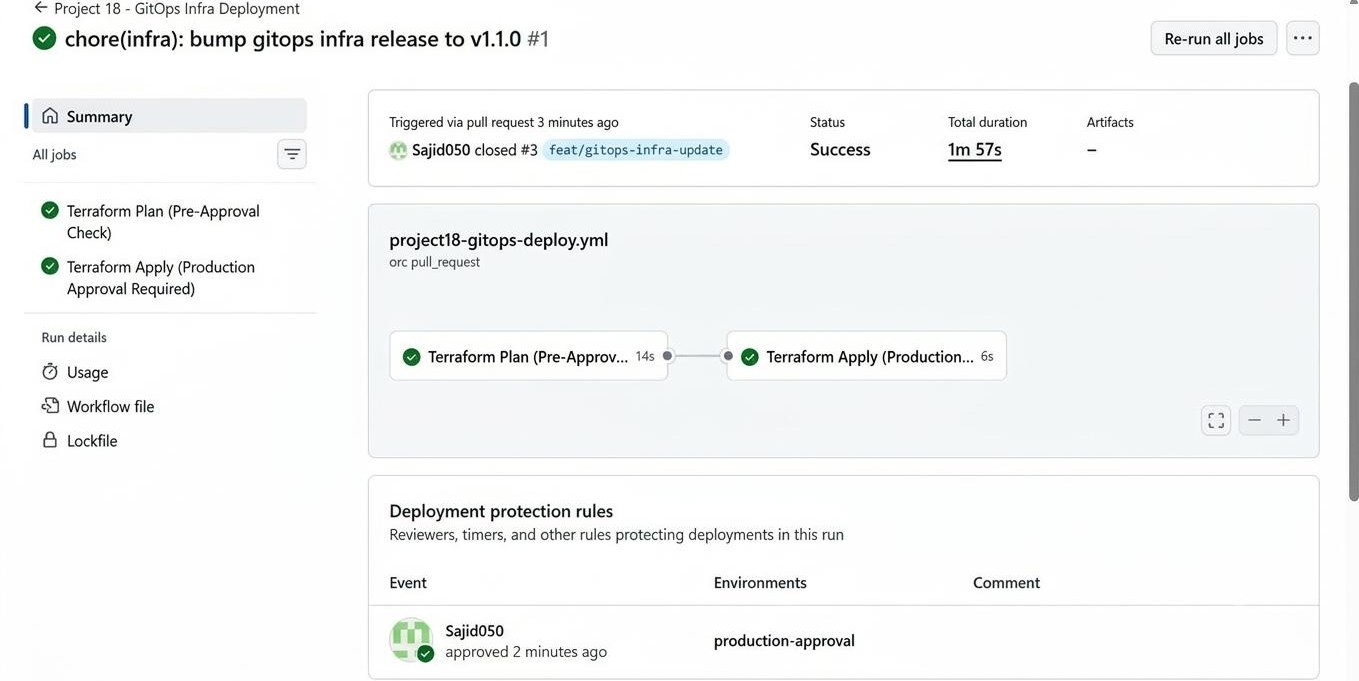 Project 18 - GitOps Infra Deployment
chore(infra): bump gitops infra release to v1.1.0 #1
Re-run all jobs
Summary
All jobs
Terraform Plan (Pre-Approval
Check)
Terraform Apply (Production
Approval Required)
Run details
Usage
Workflow file
Lockfile
Triggered via pull request 3 minutes ago
Sajid050 closed #3 feat/gitops-infra-update
Status
Success
Total duration
1m 57s
Artifacts
–
project18-gitops-deploy.yml
orc pull_request
Terraform Plan (Pre-Approv... 14s
Terraform Apply (Production... 6s
Deployment protection rules
Reviewers, timers, and other rules protecting deployments in this run
Event Environments Comment
Sajid050
approved 2 minutes ago
production-approval